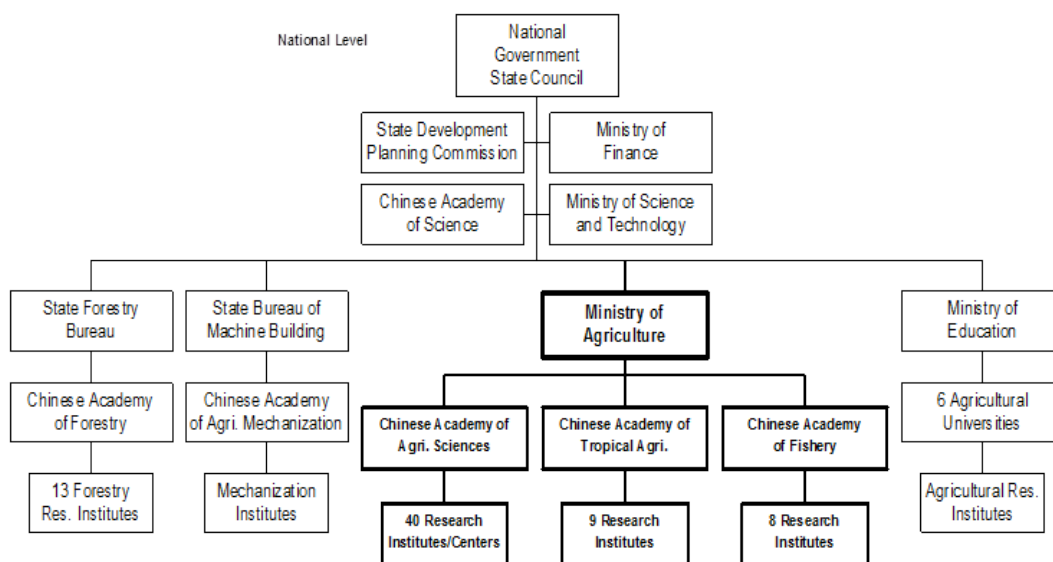 National Level
National
Government
State Council
State Development
Planning Commission
Ministry of
Finance
Chinese Academy
of Science
Ministry of Science
and Technology
State Forestry
Bureau
State Bureau of
Machine Building
Ministry of
Agriculture
Ministry of
Education
Chinese Academy
of Forestry
Chinese Academy
of Agri. Mechanization
Chinese Academy of
Agri. Sciences
Chinese Academy of
Tropical Agri.
Chinese Academy
of Fishery
6 Agricultural
Universities
13 Forestry
Res. Institutes
Mechanization
Institutes
40 Research
Institutes/Centers
9 Research
Institutes
8 Research
Institutes
Agricultural Res.
Institutes